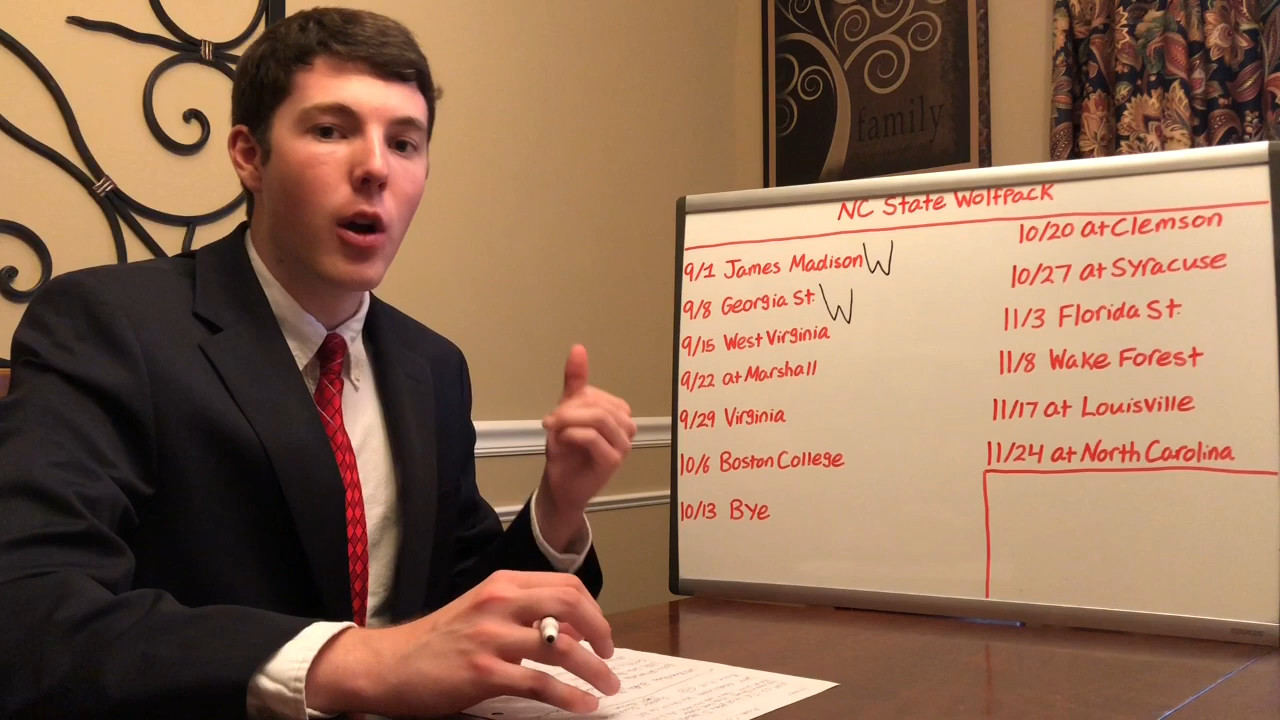 family
NC State Wolfpack
9/1 James Madison W
9/8 Georgia St. W
9/15 West Virginia
9/22 at Marshall
9/29 Virginia
10/6 Boston College
10/13 Bye
10/20 at Clemson
10/27 at Syracuse
11/3 Florida St.
11/8 Wake Forest
11/17 at Louisville
11/24 at North Carolina